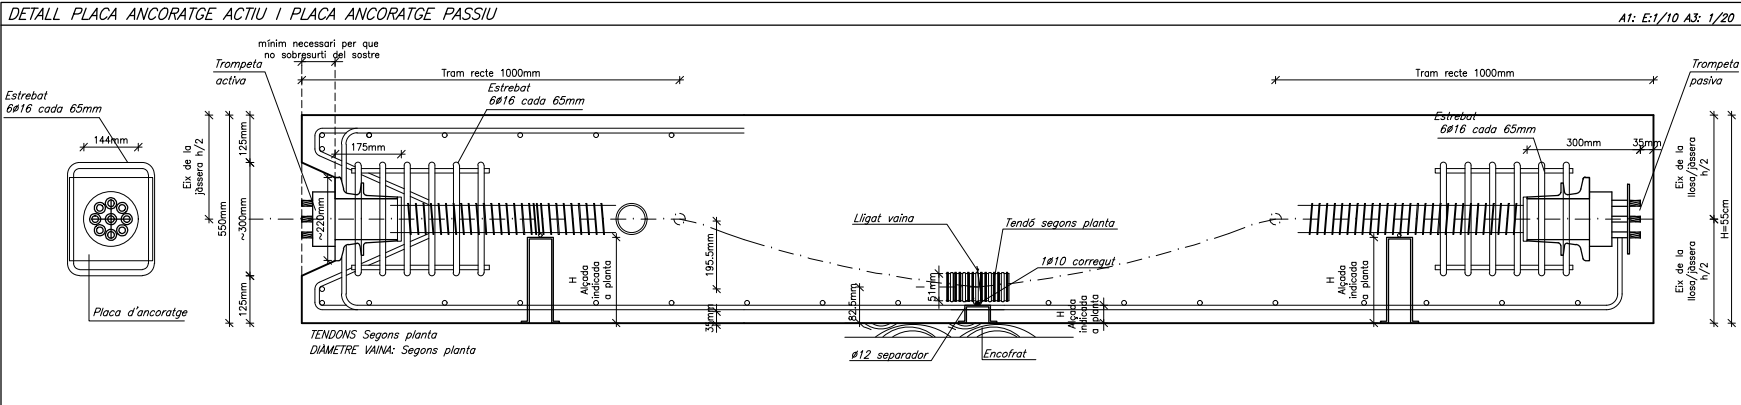 DETALL PLACA ANCORATGE ACTIU I PLACA ANCORATGE PASSIU
A1: E:1/10 A3: 1/20
mínim necessari per que
no sobresurti del sostre
Trompeta
activa
Tram recte 1000mm
Estrebat
6ø16 cada 65mm
Tram recte 1000mm
Trompeta
pasiva
Estrebat
6ø16 cada 65mm
144mm
Placa d'ancoratge
Eix de la
jàssera h/2
550mm
125mm
~300mm
125mm
175mm
~220mm
TENDONS Segons planta
DIÀMETRE VAINA: Segons planta
H
Alçada
indicada
a planta
195.5mm
35mm
82.5mm
51mm
Lligat vaina
Tendó segons planta
1ø10 corregut
H
Alçada
indicada
a planta
ø12 separador
Encofrat
H
Alçada
indicada
a planta
Estrebat
6ø16 cada 65mm
300mm
35mm
Eix de la
llosa/jàssera
h/2
Eix de la
llosa/jàssera
h/2
H=55cm